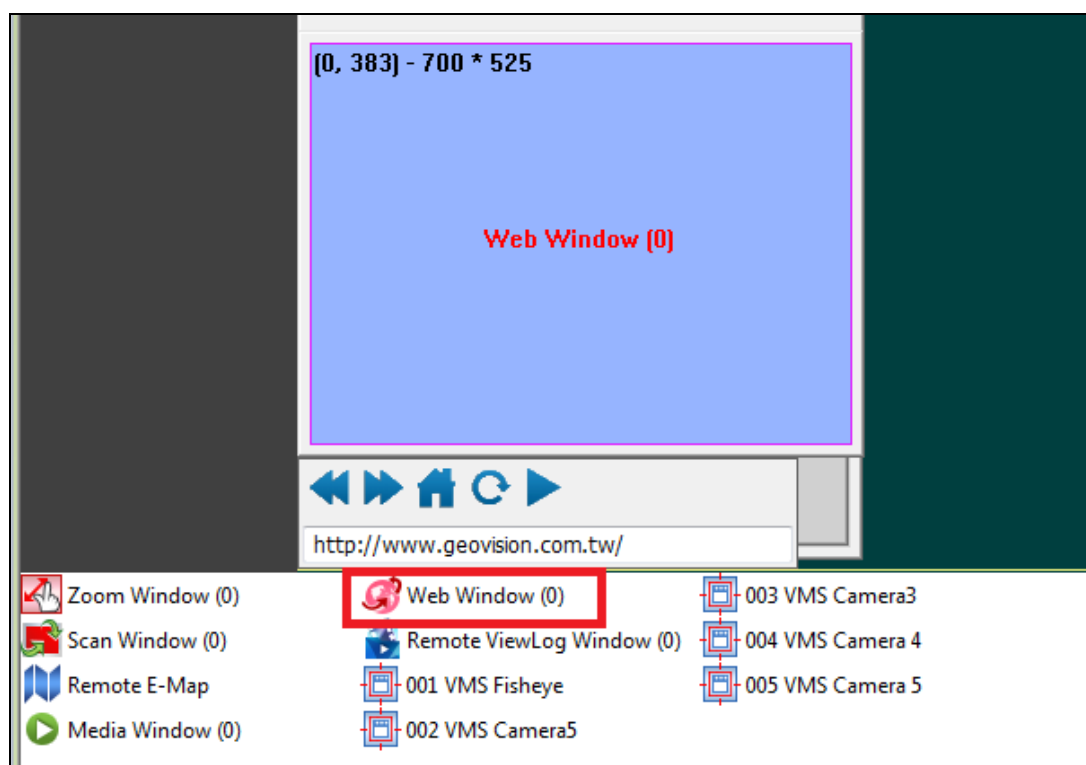 (0, 383) - 700 * 525
Web Window (0)
http://www.geovision.com.tw/
Zoom Window (0)
Web Window (0)
003 VMS Camera3
Scan Window (0)
Remote ViewLog Window (0)
004 VMS Camera 4
Remote E-Map
001 VMS Fisheye
005 VMS Camera 5
Media Window (0)
002 VMS Camera5